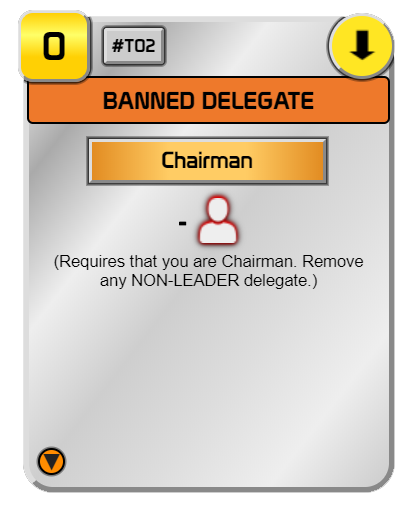 0
#T02
BANNED DELEGATE
Chairman
-
(Requires that you are Chairman. Remove
any NON-LEADER delegate.)